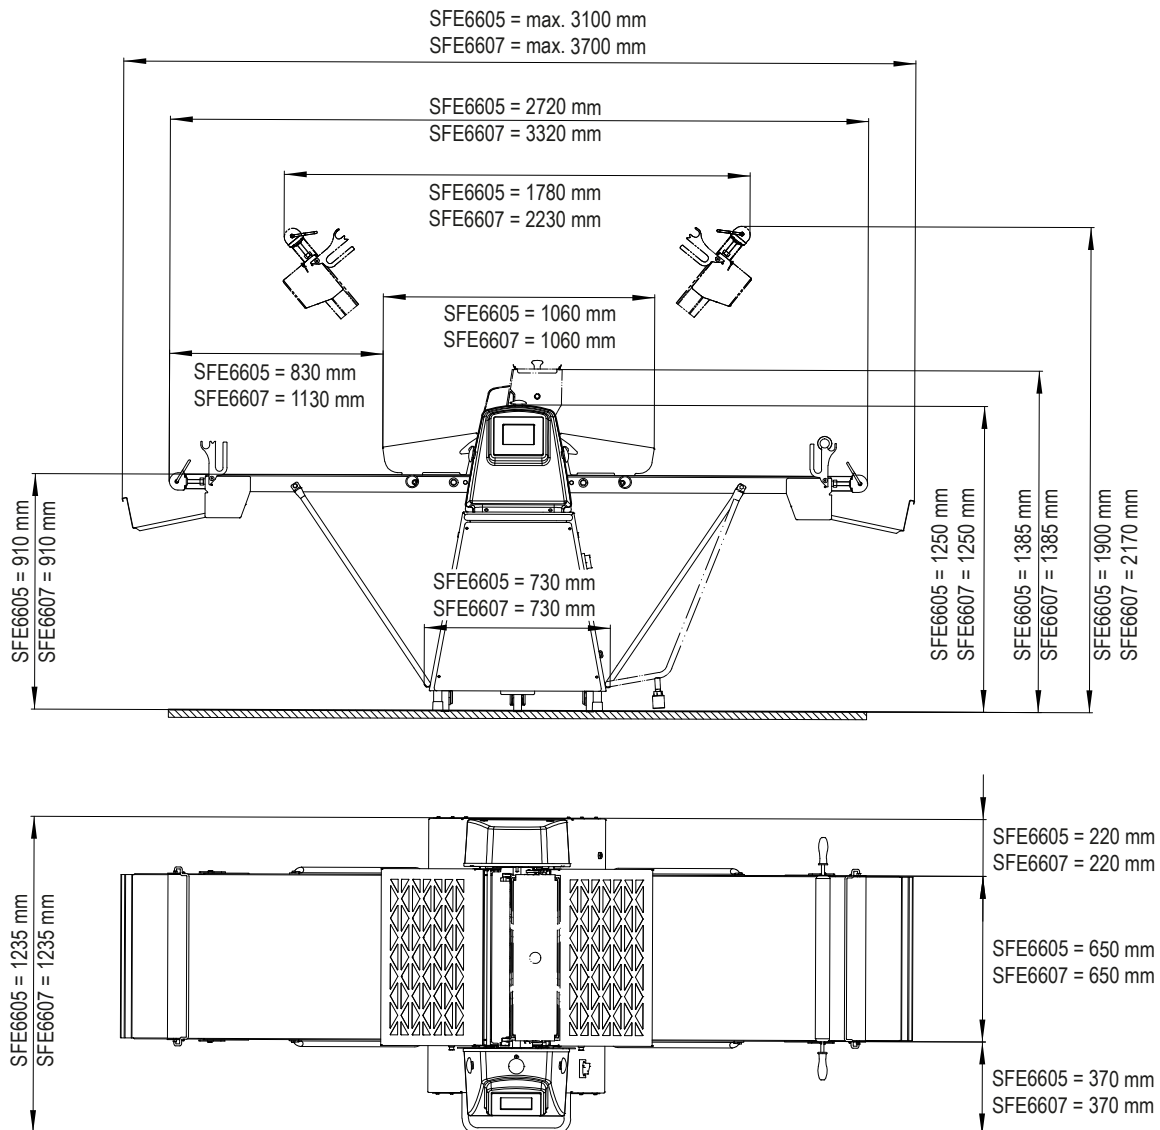 SFE6605 = max. 3100 mm
SFE6607 = max. 3700 mm
SFE6605 = 2720 mm
SFE6607 = 3320 mm
SFE6605 = 1780 mm
SFE6607 = 2230 mm
SFE6605 = 1060 mm
SFE6607 = 1060 mm
SFE6605 = 830 mm
SFE6607 = 1130 mm
SFE6605 = 910 mm
SFE6607 = 910 mm
SFE6605 = 730 mm
SFE6607 = 730 mm
SFE6605 = 1250 mm
SFE6607 = 1250 mm
SFE6605 = 1385 mm
SFE6607 = 1385 mm
SFE6605 = 1900 mm
SFE6607 = 2170 mm
SFE6605 = 220 mm
SFE6607 = 220 mm
SFE6605 = 1235 mm
SFE6607 = 1235 mm
SFE6605 = 650 mm
SFE6607 = 650 mm
SFE6605 = 370 mm
SFE6607 = 370 mm